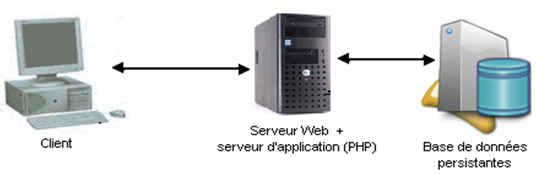 Client
Serveur Web +
serveur d'application (PHP)
Base de données
persistantes